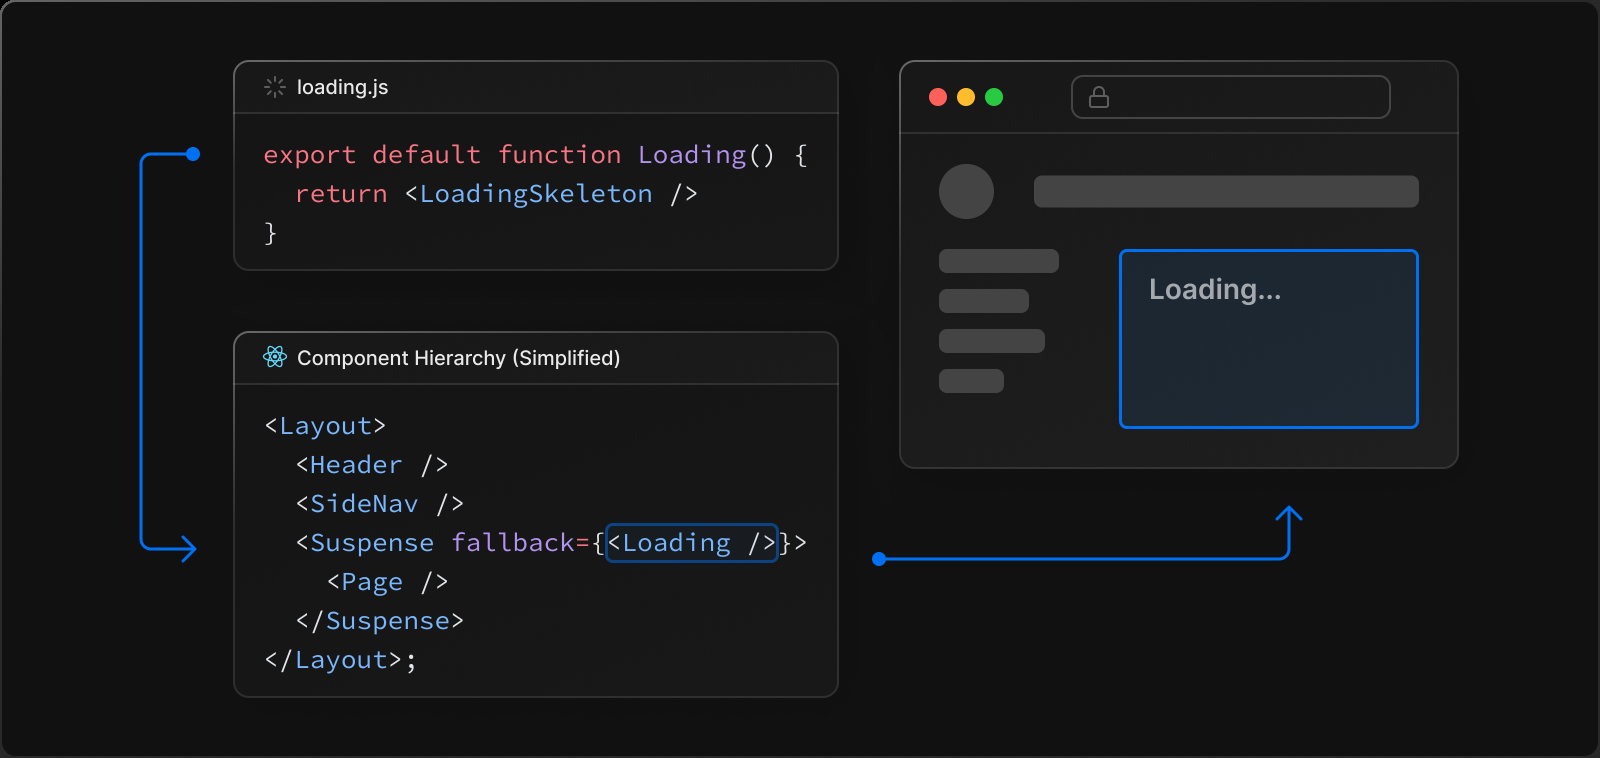 loading.js
export default function Loading() {
  return <LoadingSkeleton />
}
Component Hierarchy (Simplified)
<Layout>
  <Header />
  <SideNav />
  <Suspense fallback={<Loading />}>
    <Page />
  </Suspense>
</Layout>;
Loading...